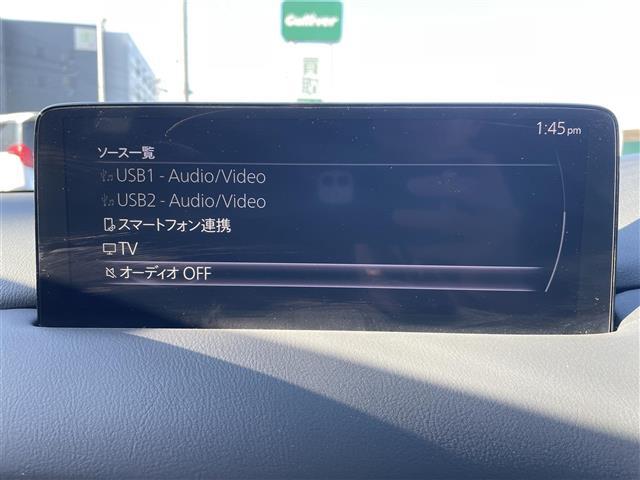 Gulliver
買取
1:45pm
ソース一覧
USB1 - Audio/Video
USB2 - Audio/Video
スマートフォン連携
TV
オーディオ OFF